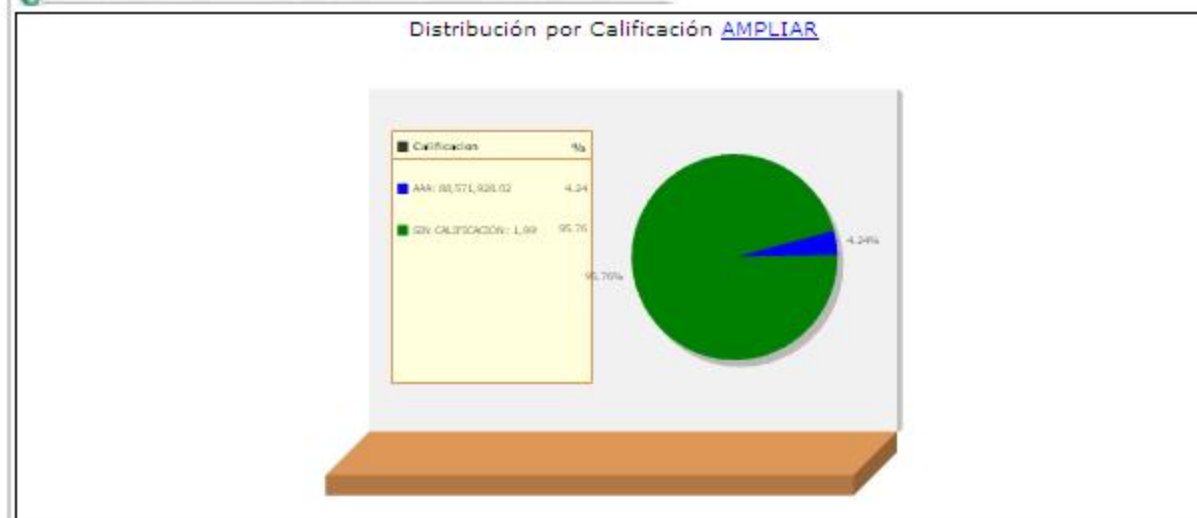 Distribución por Calificación AMPLIAR
Calificacion %
AAA: 88,571,928.02 4.24
SIN CALIFICACIÓN: 1,99 95.76
4.24%
95.76%